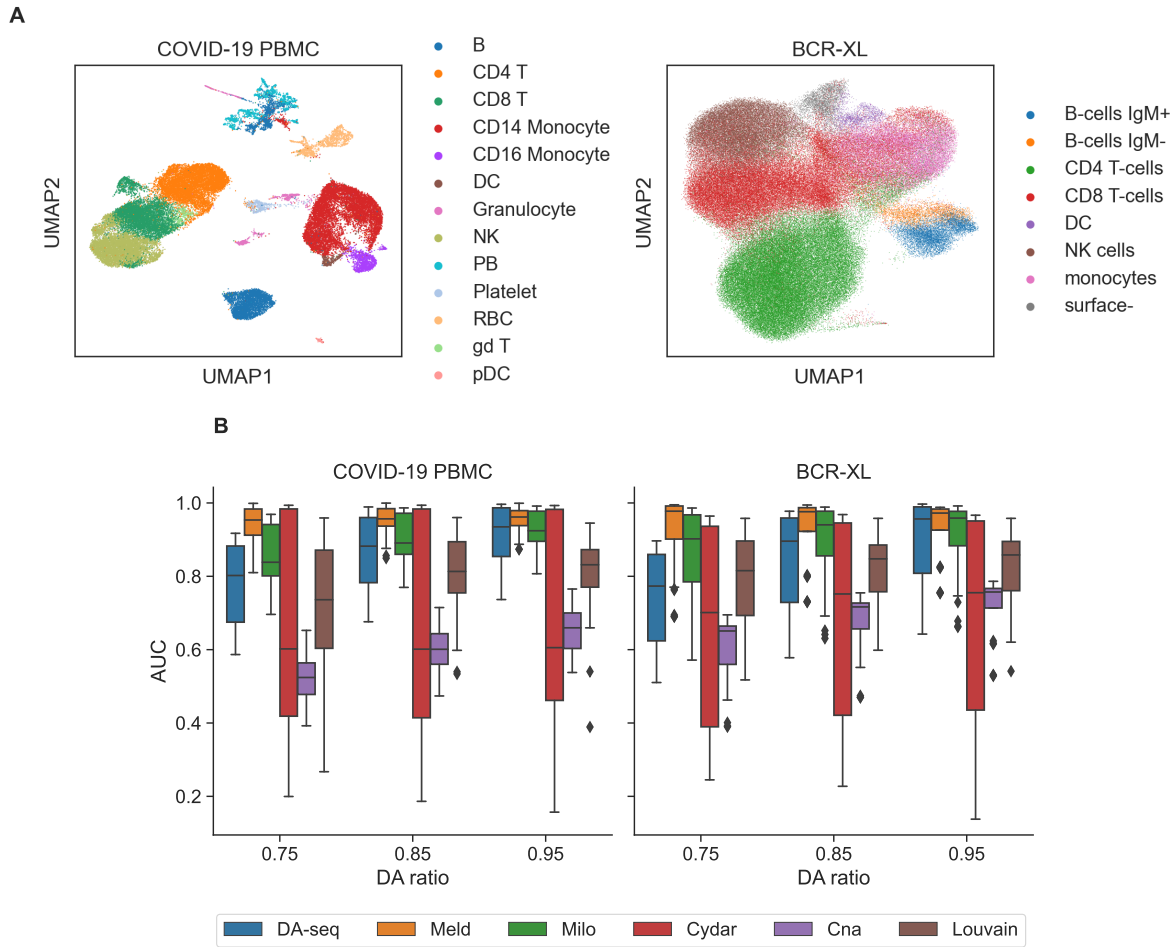 A
COVID-19 PBMC
UMAP2
UMAP1
B
CD4 T
CD8 T
CD14 Monocyte
CD16 Monocyte
DC
Granulocyte
NK
PB
Platelet
RBC
gd T
pDC
BCR-XL
UMAP2
UMAP1
B-cells IgM+
B-cells IgM-
CD4 T-cells
CD8 T-cells
DC
NK cells
monocytes
surface-
B
COVID-19 PBMC
AUC
1.0
0.8
0.6
0.4
0.2
0.75 0.85 0.95
DA ratio
BCR-XL
0.75 0.85 0.95
DA ratio
DA-seq Meld Milo Cydar Cna Louvain